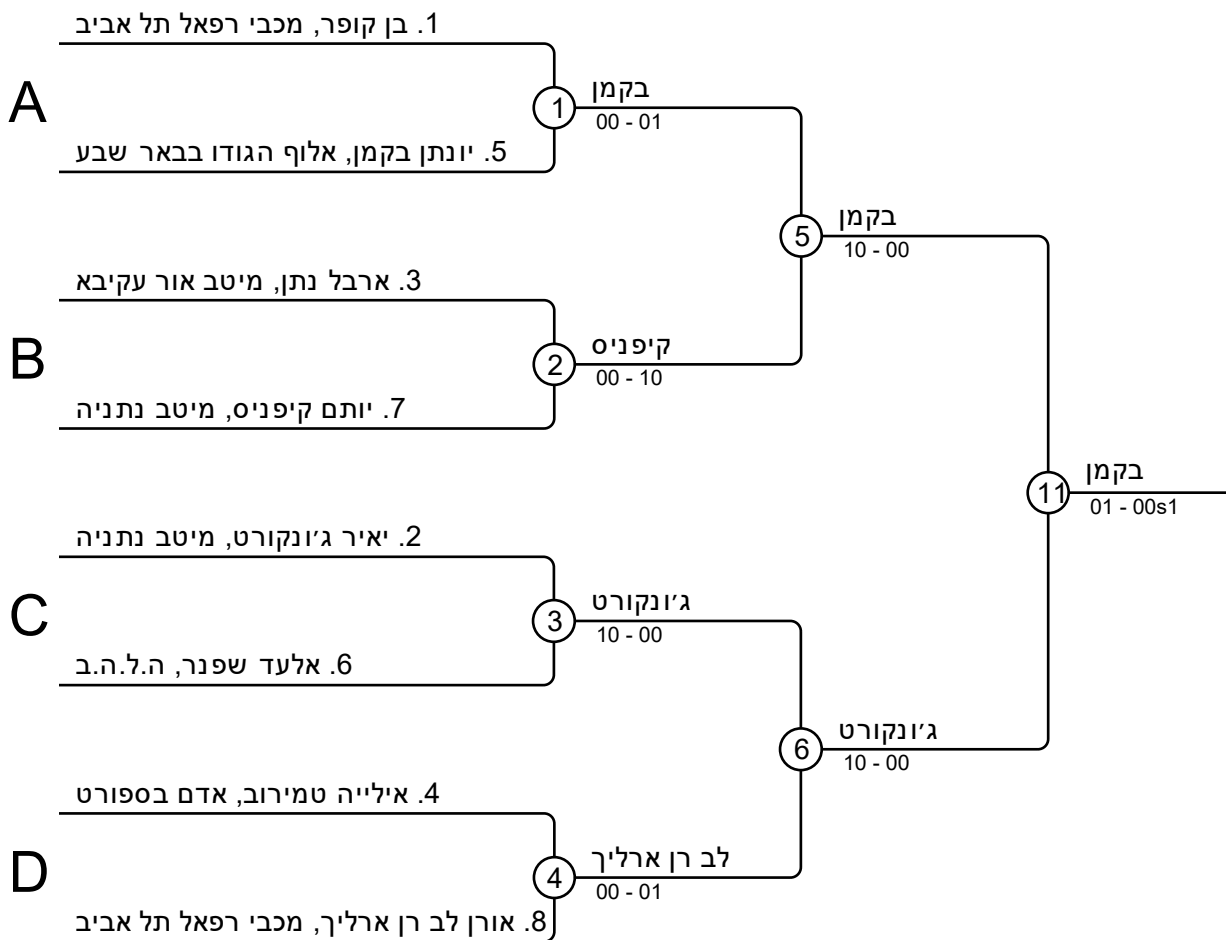 1. בן קופר, מכבי רפאל תל אביב
A
1
בקמן
00 - 01
5. יונתן בקמן, אלוף הגודו בבאר שבע
5
בקמן
10 - 00
3. ארבל נתן, מיטב אור עקיבא
B
2
קיפניס
00 - 10
7. יותם קיפניס, מיטב נתניה
11
בקמן
01 - 00s1
2. יאיר ג'ונקורט, מיטב נתניה
C
3
ג'ונקורט
10 - 00
6. אלעד שפנר, ה.ל.ה.ב
6
ג'ונקורט
10 - 00
4. אילייה טמירוב, אדם בספורט
D
4
לב רן ארליך
00 - 01
8. אורן לב רן ארליך, מכבי רפאל תל אביב